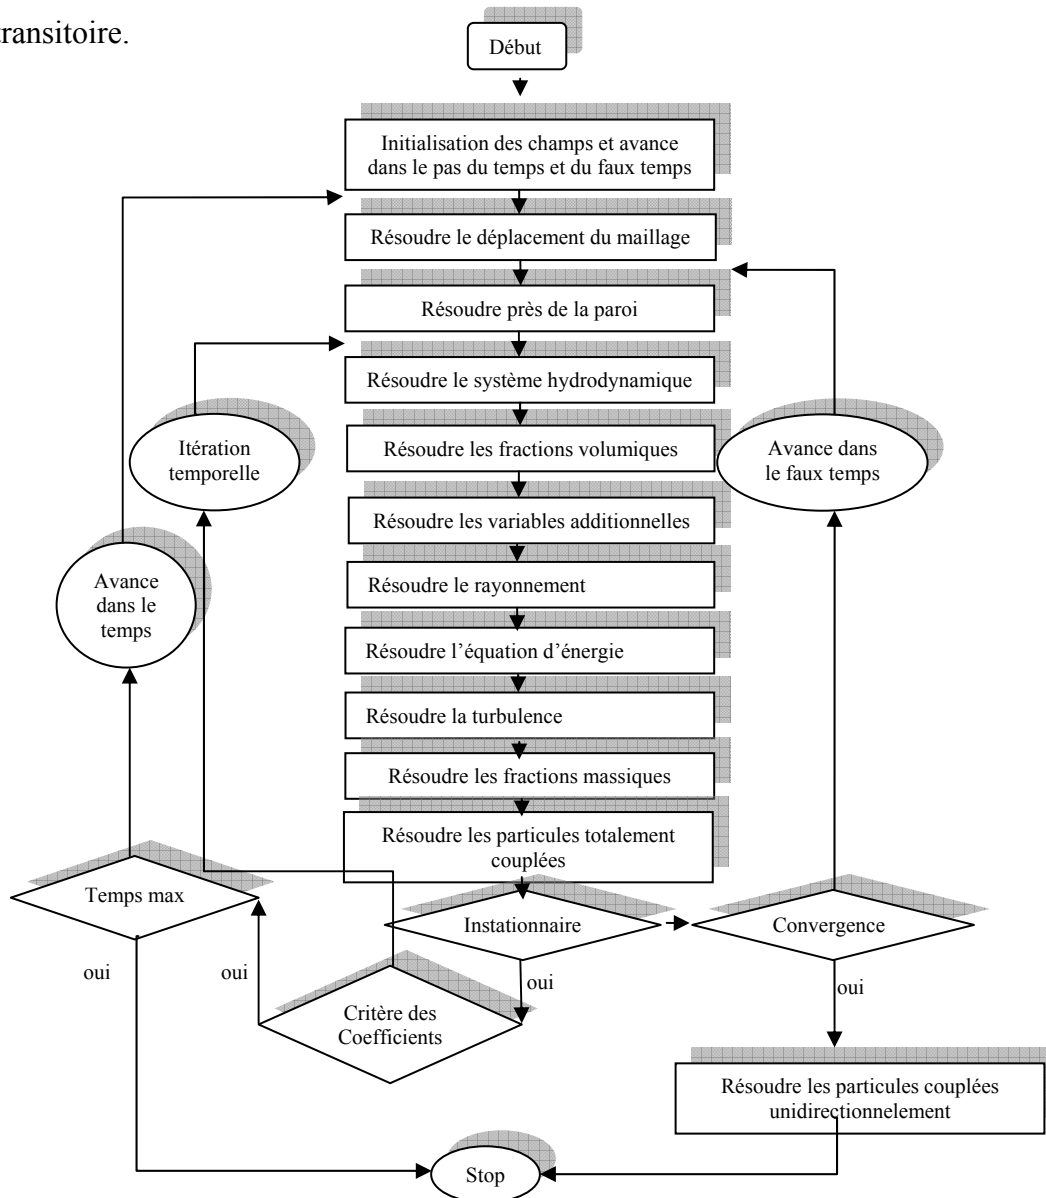 transitoire.
Début
Initialisation des champs et avance
dans le pas du temps et du faux temps
Résoudre le déplacement du maillage
Résoudre près de la paroi
Résoudre le système hydrodynamique
Itération
temporelle
Résoudre les fractions volumiques
Avance dans
le faux temps
Résoudre les variables additionnelles
Avance
dans le
temps
Résoudre le rayonnement
Résoudre l’équation d’énergie
Résoudre la turbulence
Résoudre les fractions massiques
Résoudre les particules totalement
couplées
Temps max
Instationnaire
Convergence
oui
oui
oui
oui
Critère des
Coefficients
Résoudre les particules couplées
unidirectionnelement
Stop